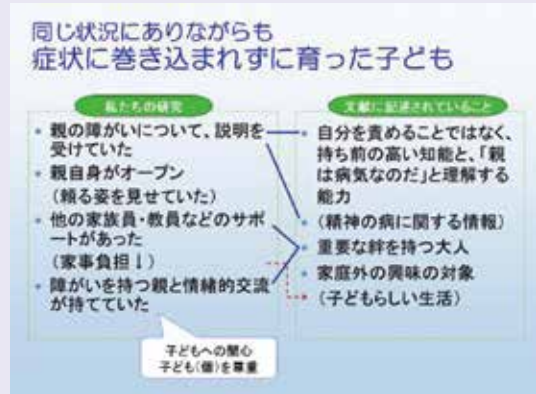 同じ状況にありながらも
症状に巻き込まれずに育った子ども
私たちの研究
• 親の障がいについて、説明を
受けていた
• 親自身がオープン
(頼る姿を見せていた)
• 他の家族員・教員などのサポ
ートがあった
(家事負担↓)
• 障がいを持つ親と情緒的交流
が持てていた
子どもへの関心
子ども(個)を尊重
文献に記述されていること
• 自分を責めることではなく、
持ち前の高い知能と、「親
は病気なのだ」と理解する
能力
• (精神の病に関する情報)
• 重要な絆を持つ大人
• 家庭外の興味の対象
• (子どもらしい生活)